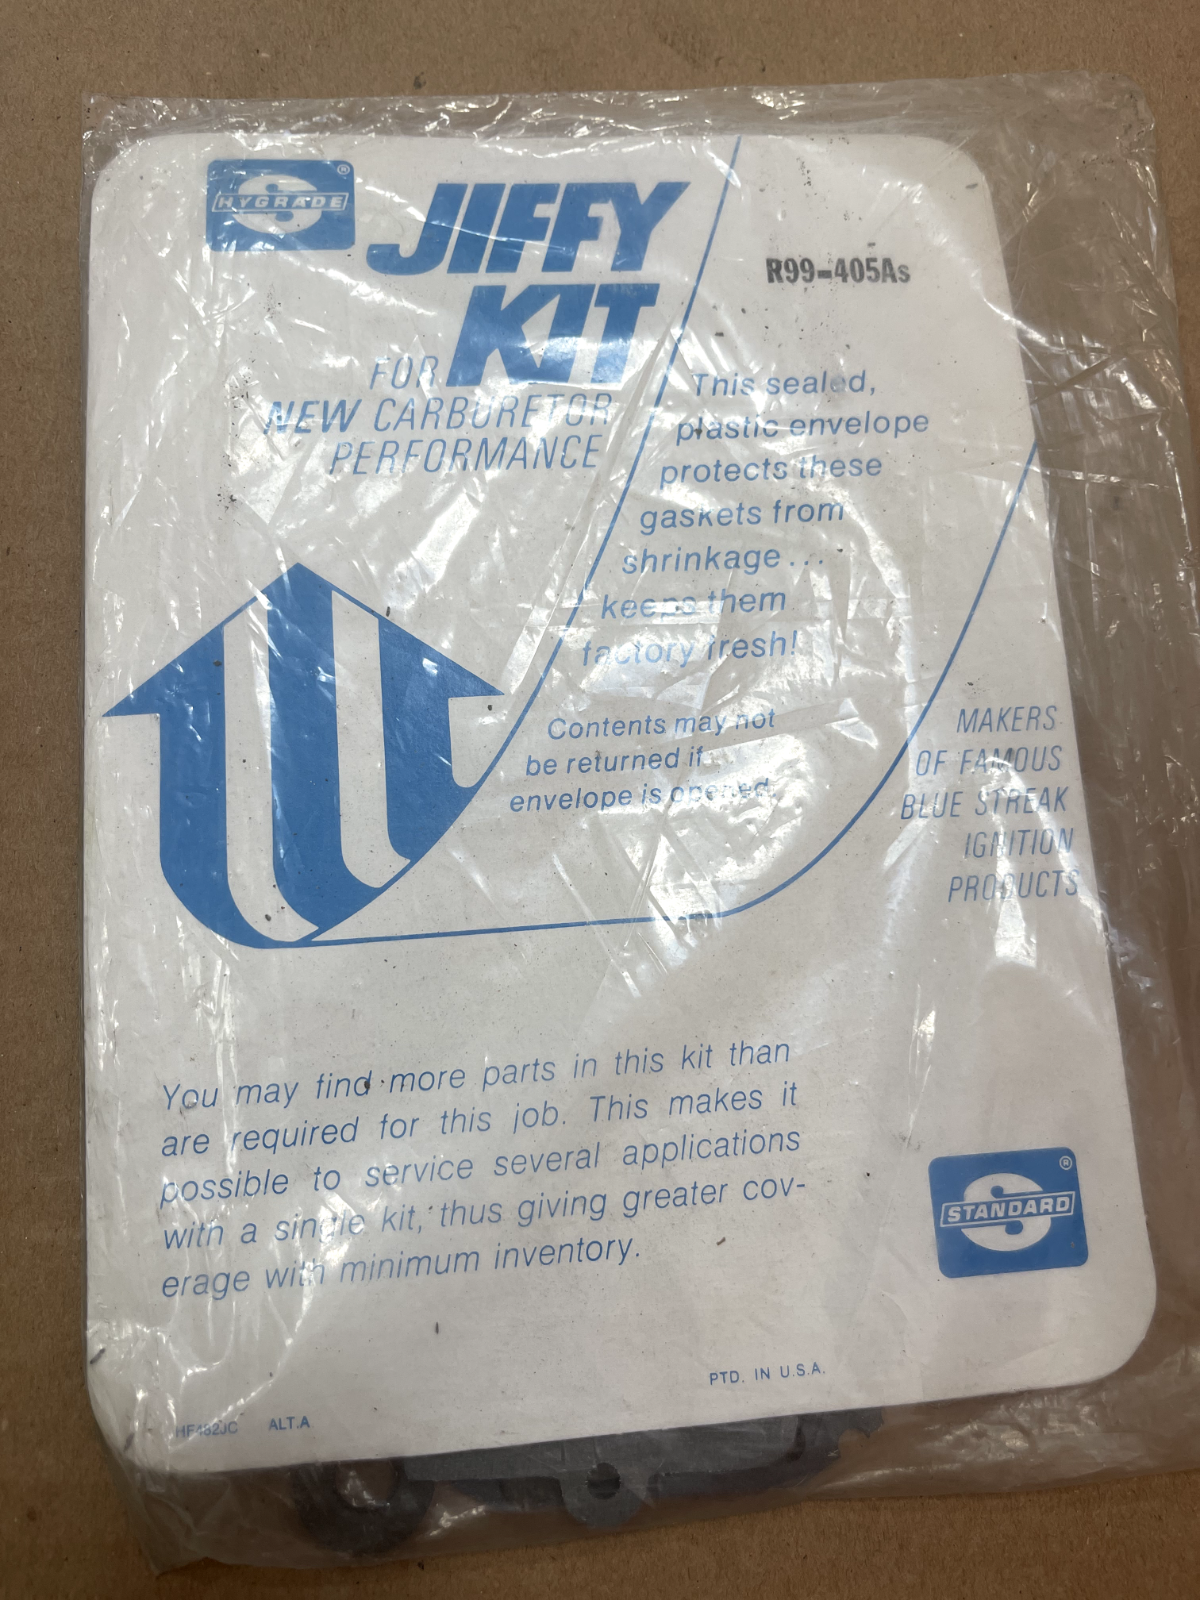 HYGRADE ®
JIFFY
KIT
FOR
NEW CARBURETOR
PERFORMANCE
R99-405As
This sealed,
plastic envelope
protects these
gaskets from
shrinkage...
keeps them
factory fresh!
Contents may not
be returned if
envelope is opened.
MAKERS
OF FAMOUS
BLUE STREAK
IGNITION
PRODUCTS
You may find more parts in this kit than
are required for this job. This makes it
possible to service several applications
with a single kit, thus giving greater cov-
erage with minimum inventory.
STANDARD ®
PTD. IN U.S.A.
HF482JC ALT.A